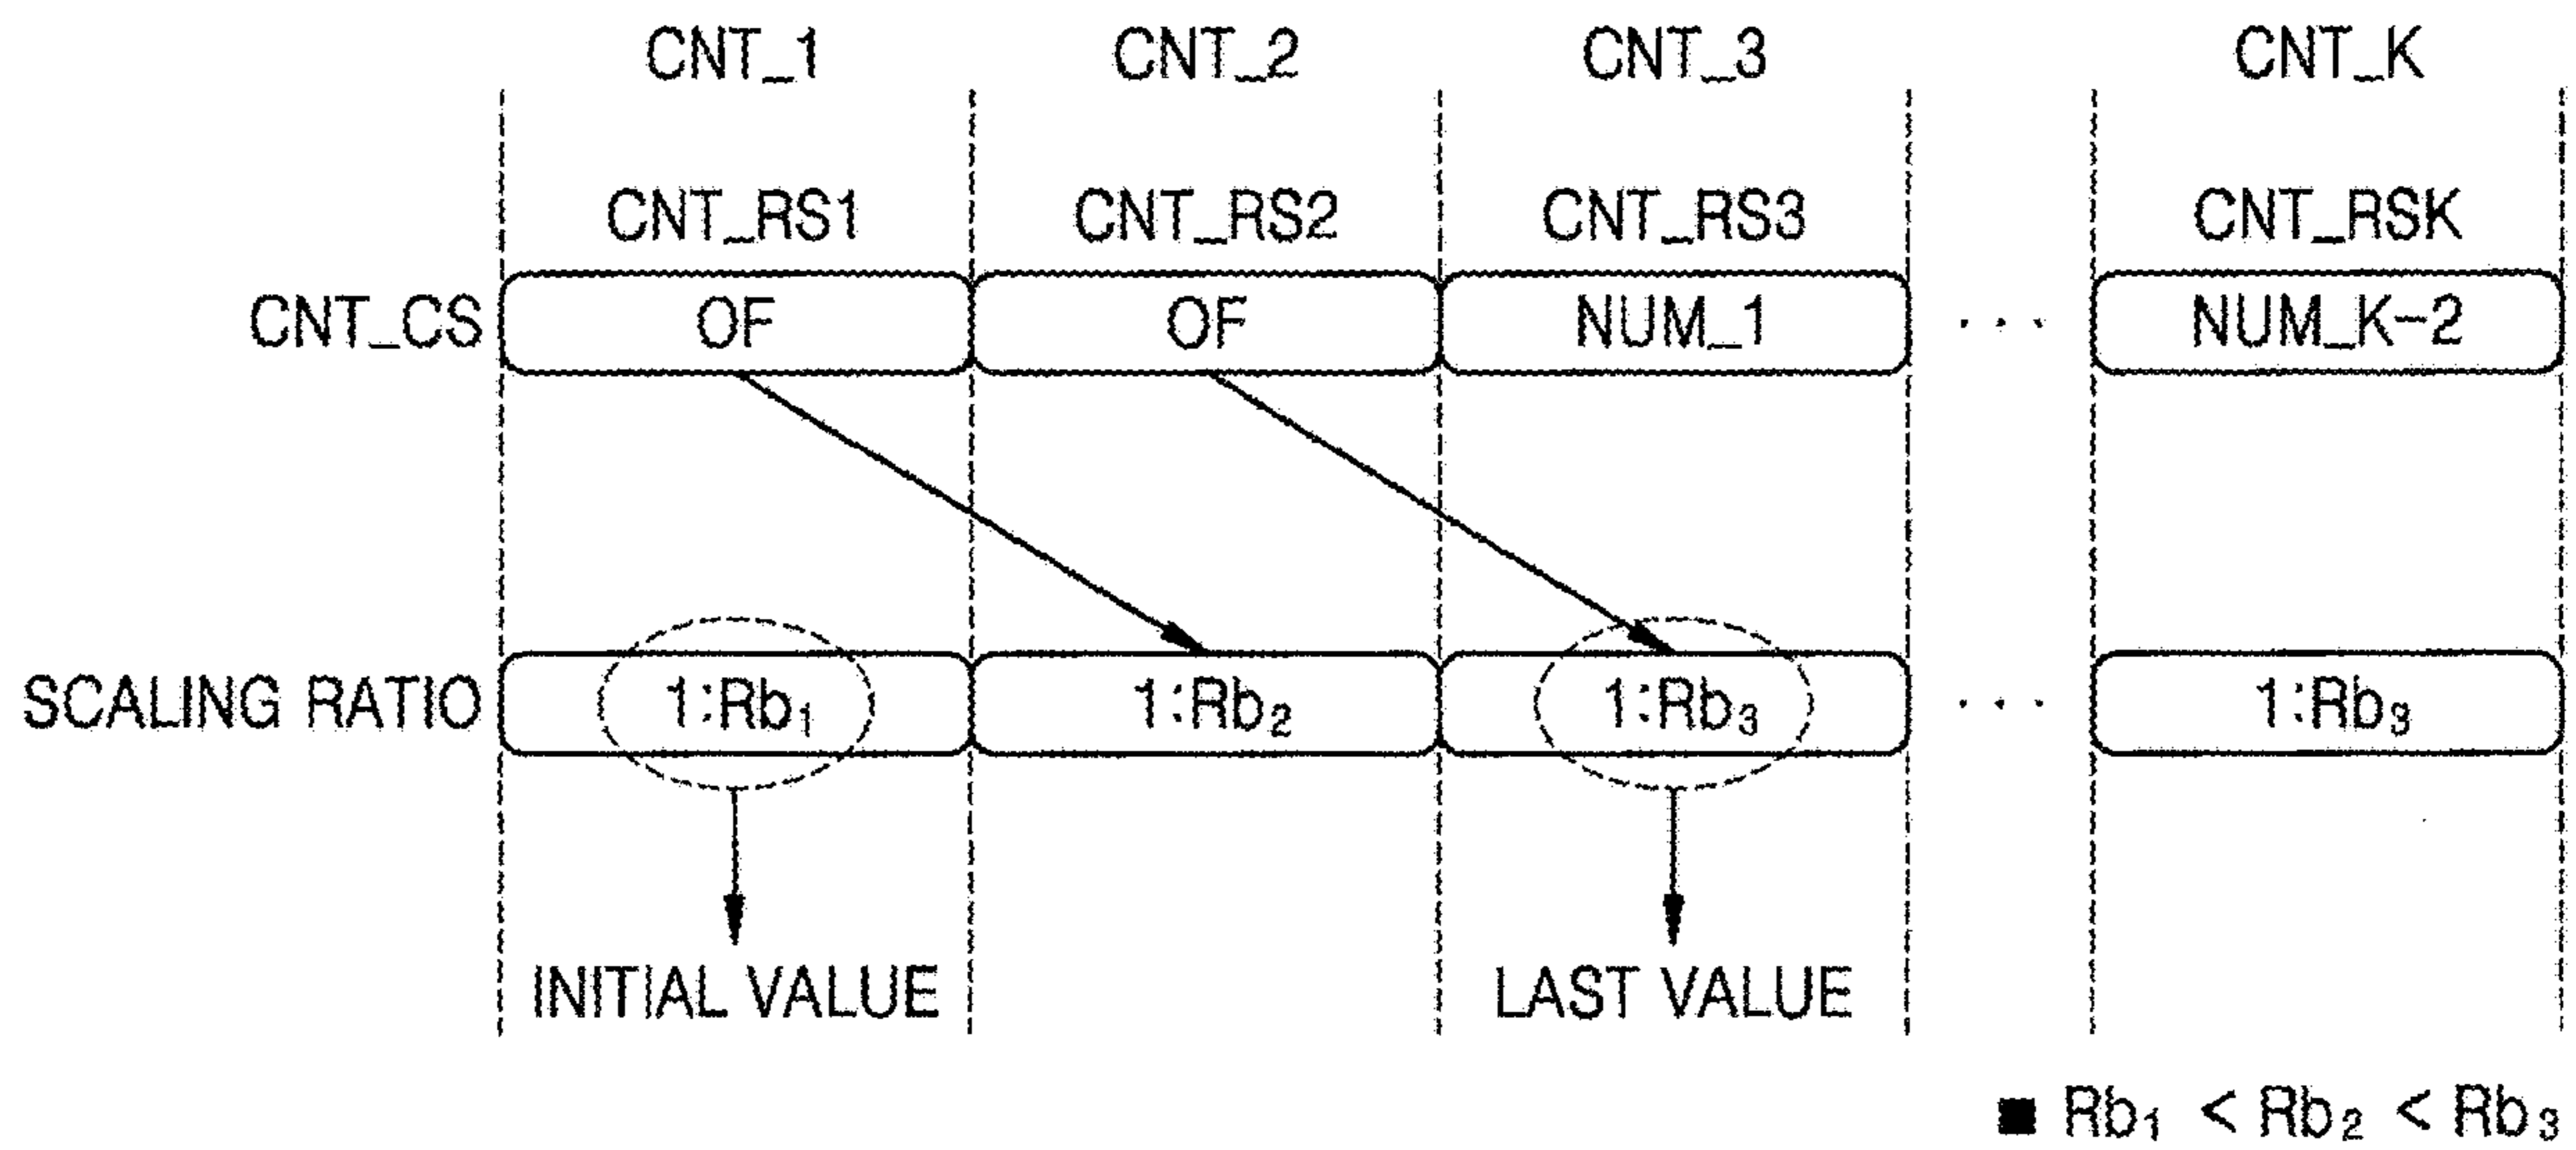 CNT_1 CNT_2 CNT_3 CNT_K
CNT_RS1 CNT_RS2 CNT_RS3 CNT_RSK
CNT_CS OF OF NUM_1 · · · NUM_K-2
SCALING RATIO 1:Rb₁ 1:Rb₂ 1:Rb₃ · · · 1:Rb₃
INITIAL VALUE LAST VALUE
■ Rb₁ < Rb₂ < Rb₃